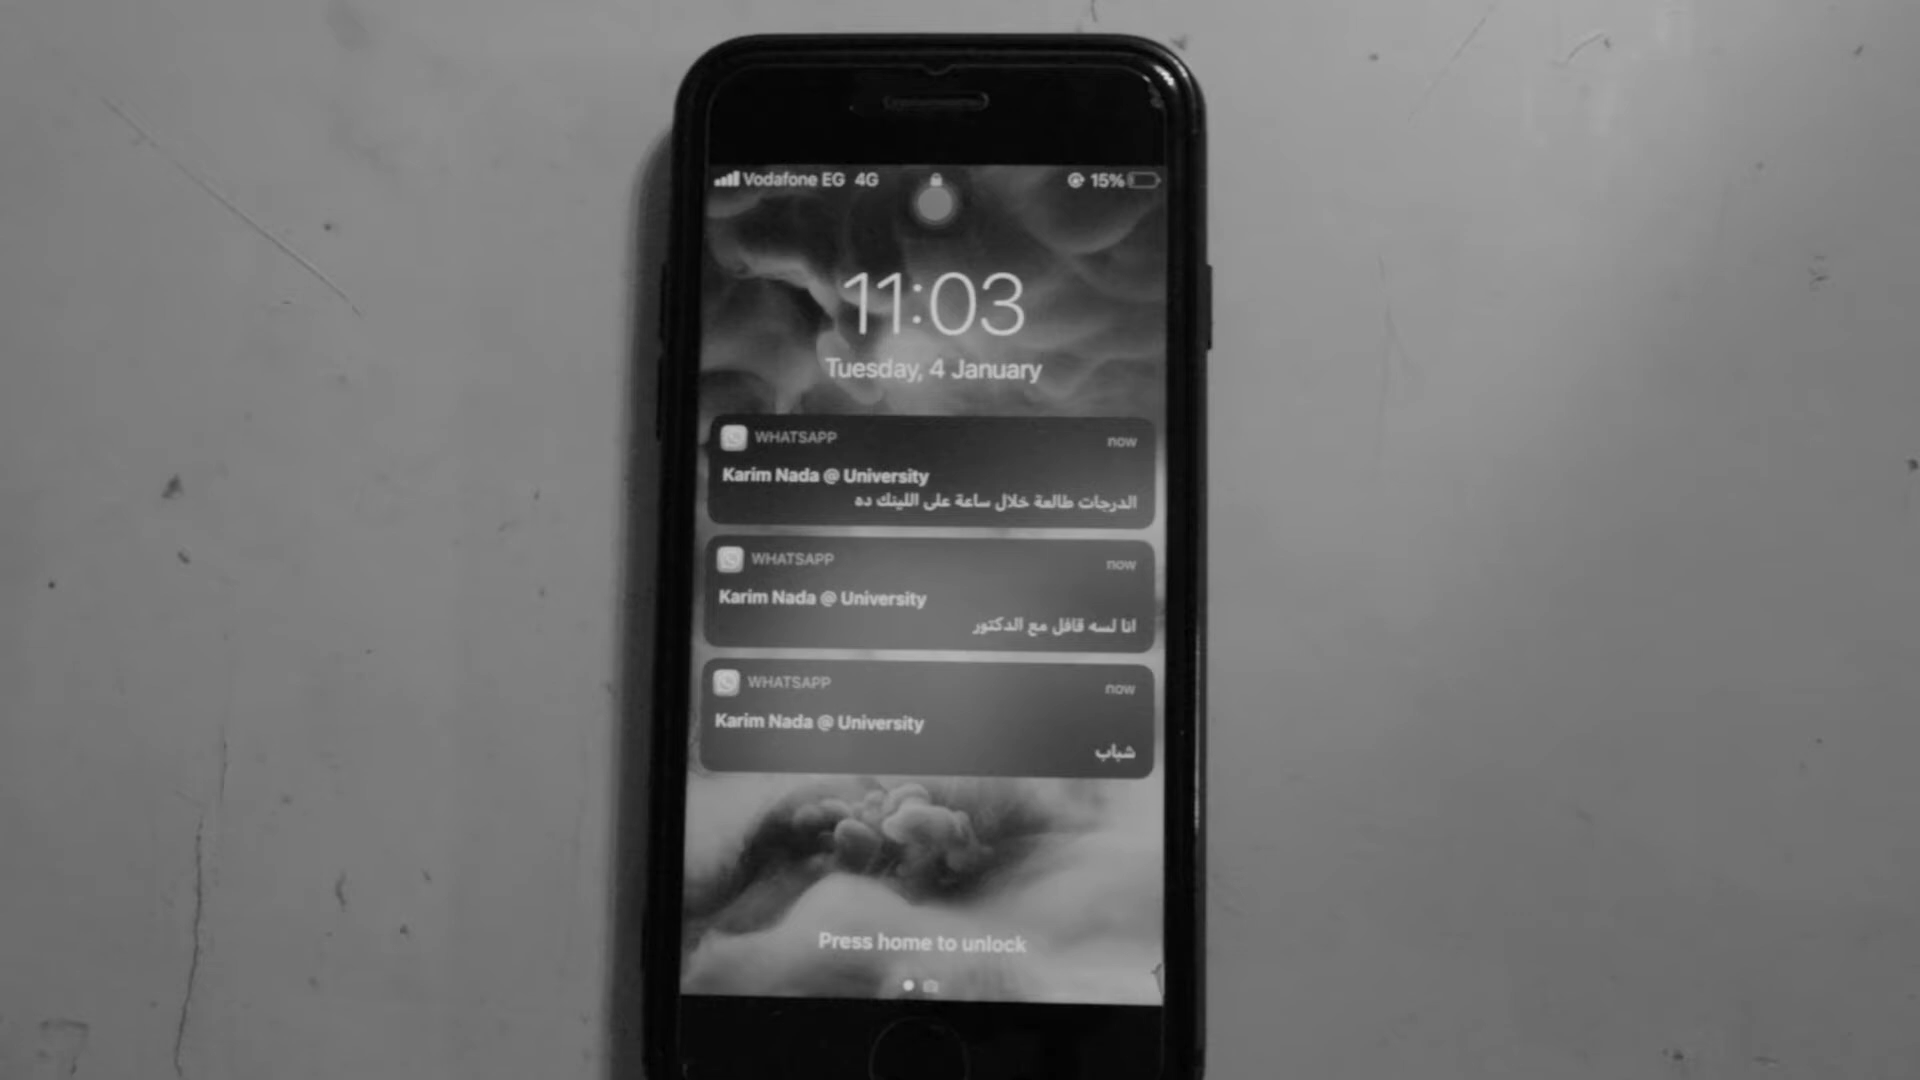 Vodafone EG 4G 15%
11:03
Tuesday, 4 January
WHATSAPP now
Karim Nada @ University
الدرجات طالعة خلال ساعة على اللينك ده
WHATSAPP now
Karim Nada @ University
انا لسه قافل مع الدكتور
WHATSAPP now
Karim Nada @ University
شباب
Press home to unlock